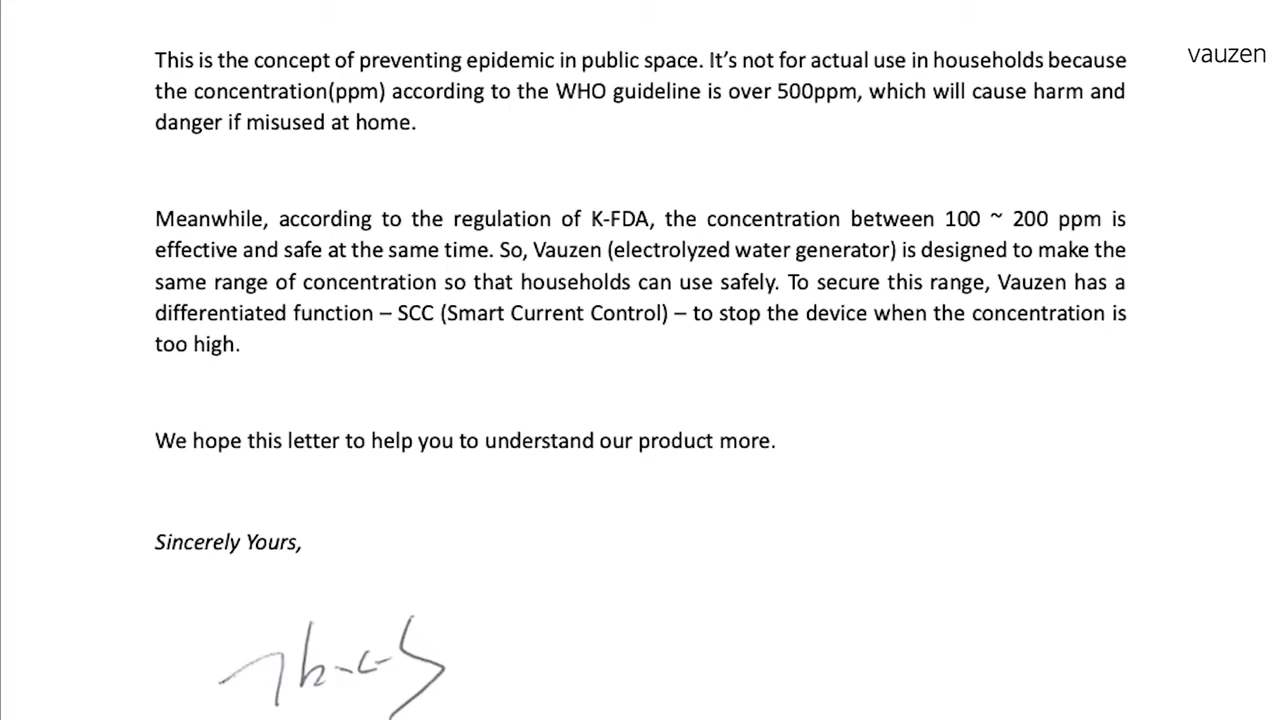 vauzen
This is the concept of preventing epidemic in public space. It’s not for actual use in households because
the concentration(ppm) according to the WHO guideline is over 500ppm, which will cause harm and
danger if misused at home.
Meanwhile, according to the regulation of K-FDA, the concentration between 100 ~ 200 ppm is
effective and safe at the same time. So, Vauzen (electrolyzed water generator) is designed to make the
same range of concentration so that households can use safely. To secure this range, Vauzen has a
differentiated function – SCC (Smart Current Control) – to stop the device when the concentration is
too high.
We hope this letter to help you to understand our product more.
Sincerely Yours,